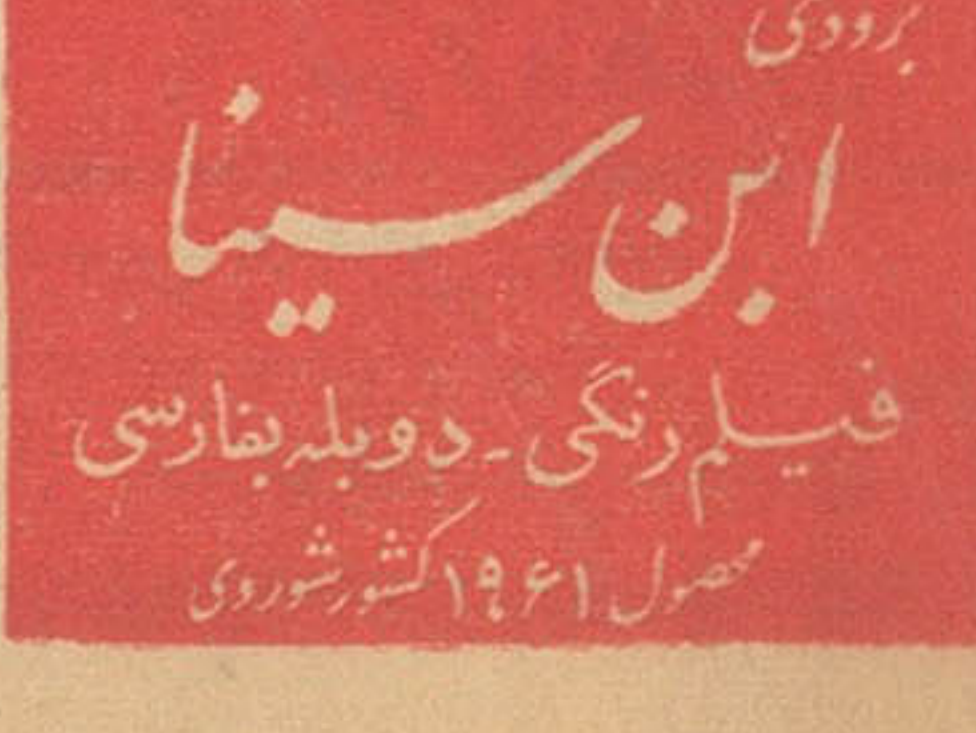 بزودی
ابن سینا
فیلم رنگی - دوبله بفارسی
محصول ۱۹۶۱ کشور شوروی